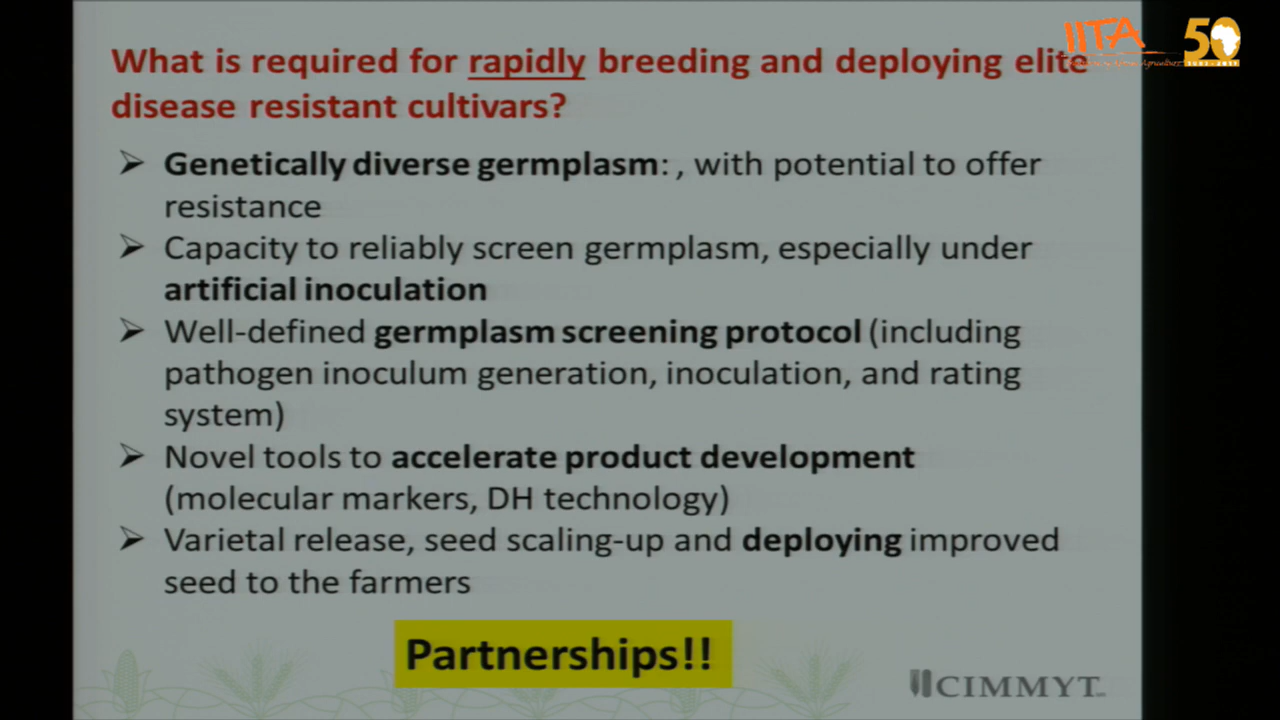 IITA
50
What is required for rapidly breeding and deploying elite
disease resistant cultivars?
➢ Genetically diverse germplasm: , with potential to offer
resistance
➢ Capacity to reliably screen germplasm, especially under
artificial inoculation
➢ Well-defined germplasm screening protocol (including
pathogen inoculum generation, inoculation, and rating
system)
➢ Novel tools to accelerate product development
(molecular markers, DH technology)
➢ Varietal release, seed scaling-up and deploying improved
seed to the farmers
Partnerships!!
CIMMYT